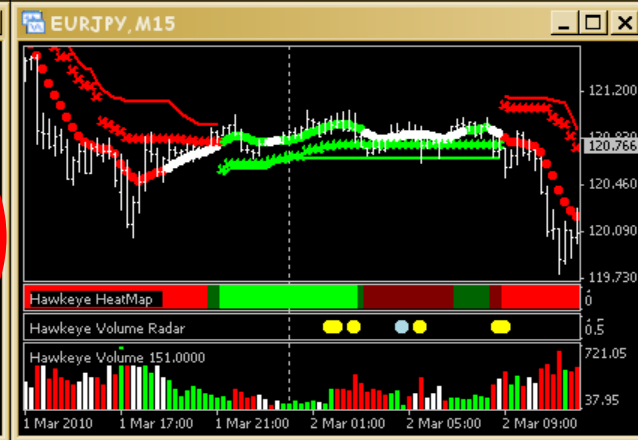 EURJPY,M15
121.200
120.830
120.766
120.460
120.090
119.730
Hawkeye HeatMap
0
Hawkeye Volume Radar
0.5
Hawkeye Volume 151.0000
721.05
37.95
1 Mar 2010 1 Mar 17:00 1 Mar 21:00 2 Mar 01:00 2 Mar 05:00 2 Mar 09:00